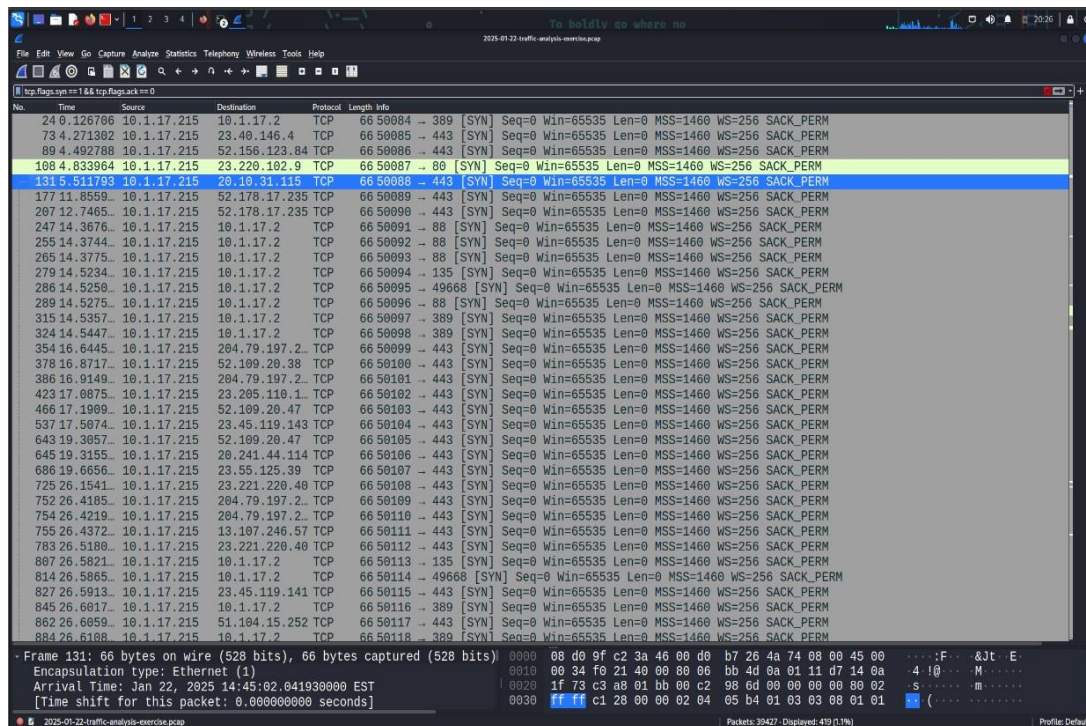 1 2 3 4 2 To boldly go where no 20:26
2025-01-22-traffic-analysis-exercise.pcap
File Edit View Go Capture Analyze Statistics Telephony Wireless Tools Help
tcp.flags.syn == 1 && tcp.flags.ack == 0
No. Time Source Destination Protocol Length Info
24 0.126706 10.1.17.215 10.1.17.2 TCP 66 50084 → 389 [SYN] Seq=0 Win=65535 Len=0 MSS=1460 WS=256 SACK_PERM
73 4.271302 10.1.17.215 23.40.146.4 TCP 66 50085 → 443 [SYN] Seq=0 Win=65535 Len=0 MSS=1460 WS=256 SACK_PERM
89 4.492788 10.1.17.215 52.156.123.84 TCP 66 50086 → 443 [SYN] Seq=0 Win=65535 Len=0 MSS=1460 WS=256 SACK_PERM
108 4.833964 10.1.17.215 23.220.102.9 TCP 66 50087 → 80 [SYN] Seq=0 Win=65535 Len=0 MSS=1460 WS=256 SACK_PERM
131 5.511793 10.1.17.215 20.10.31.115 TCP 66 50088 → 443 [SYN] Seq=0 Win=65535 Len=0 MSS=1460 WS=256 SACK_PERM
177 11.8559… 10.1.17.215 52.178.17.235 TCP 66 50089 → 443 [SYN] Seq=0 Win=65535 Len=0 MSS=1460 WS=256 SACK_PERM
207 12.7465… 10.1.17.215 52.178.17.235 TCP 66 50090 → 443 [SYN] Seq=0 Win=65535 Len=0 MSS=1460 WS=256 SACK_PERM
247 14.3676… 10.1.17.215 10.1.17.2 TCP 66 50091 → 88 [SYN] Seq=0 Win=65535 Len=0 MSS=1460 WS=256 SACK_PERM
255 14.3744… 10.1.17.215 10.1.17.2 TCP 66 50092 → 88 [SYN] Seq=0 Win=65535 Len=0 MSS=1460 WS=256 SACK_PERM
265 14.3775… 10.1.17.215 10.1.17.2 TCP 66 50093 → 88 [SYN] Seq=0 Win=65535 Len=0 MSS=1460 WS=256 SACK_PERM
279 14.5234… 10.1.17.215 10.1.17.2 TCP 66 50094 → 135 [SYN] Seq=0 Win=65535 Len=0 MSS=1460 WS=256 SACK_PERM
286 14.5250… 10.1.17.215 10.1.17.2 TCP 66 50095 → 49668 [SYN] Seq=0 Win=65535 Len=0 MSS=1460 WS=256 SACK_PERM
289 14.5275… 10.1.17.215 10.1.17.2 TCP 66 50096 → 88 [SYN] Seq=0 Win=65535 Len=0 MSS=1460 WS=256 SACK_PERM
315 14.5357… 10.1.17.215 10.1.17.2 TCP 66 50097 → 389 [SYN] Seq=0 Win=65535 Len=0 MSS=1460 WS=256 SACK_PERM
324 14.5447… 10.1.17.215 10.1.17.2 TCP 66 50098 → 389 [SYN] Seq=0 Win=65535 Len=0 MSS=1460 WS=256 SACK_PERM
354 16.6445… 10.1.17.215 204.79.197.2… TCP 66 50099 → 443 [SYN] Seq=0 Win=65535 Len=0 MSS=1460 WS=256 SACK_PERM
378 16.8717… 10.1.17.215 52.109.20.38 TCP 66 50100 → 443 [SYN] Seq=0 Win=65535 Len=0 MSS=1460 WS=256 SACK_PERM
386 16.9149… 10.1.17.215 204.79.197.2… TCP 66 50101 → 443 [SYN] Seq=0 Win=65535 Len=0 MSS=1460 WS=256 SACK_PERM
423 17.0875… 10.1.17.215 23.205.110.1… TCP 66 50102 → 443 [SYN] Seq=0 Win=65535 Len=0 MSS=1460 WS=256 SACK_PERM
466 17.1909… 10.1.17.215 52.109.20.47 TCP 66 50103 → 443 [SYN] Seq=0 Win=65535 Len=0 MSS=1460 WS=256 SACK_PERM
537 17.5074… 10.1.17.215 23.45.119.143 TCP 66 50104 → 443 [SYN] Seq=0 Win=65535 Len=0 MSS=1460 WS=256 SACK_PERM
643 19.3057… 10.1.17.215 52.109.20.47 TCP 66 50105 → 443 [SYN] Seq=0 Win=65535 Len=0 MSS=1460 WS=256 SACK_PERM
645 19.3155… 10.1.17.215 20.241.44.114 TCP 66 50106 → 443 [SYN] Seq=0 Win=65535 Len=0 MSS=1460 WS=256 SACK_PERM
686 19.6656… 10.1.17.215 23.55.125.39 TCP 66 50107 → 443 [SYN] Seq=0 Win=65535 Len=0 MSS=1460 WS=256 SACK_PERM
725 26.1541… 10.1.17.215 23.221.220.40 TCP 66 50108 → 443 [SYN] Seq=0 Win=65535 Len=0 MSS=1460 WS=256 SACK_PERM
752 26.4185… 10.1.17.215 204.79.197.2… TCP 66 50109 → 443 [SYN] Seq=0 Win=65535 Len=0 MSS=1460 WS=256 SACK_PERM
754 26.4219… 10.1.17.215 204.79.197.2… TCP 66 50110 → 443 [SYN] Seq=0 Win=65535 Len=0 MSS=1460 WS=256 SACK_PERM
755 26.4372… 10.1.17.215 13.107.246.57 TCP 66 50111 → 443 [SYN] Seq=0 Win=65535 Len=0 MSS=1460 WS=256 SACK_PERM
783 26.5180… 10.1.17.215 23.221.220.40 TCP 66 50112 → 443 [SYN] Seq=0 Win=65535 Len=0 MSS=1460 WS=256 SACK_PERM
807 26.5821… 10.1.17.215 10.1.17.2 TCP 66 50113 → 135 [SYN] Seq=0 Win=65535 Len=0 MSS=1460 WS=256 SACK_PERM
814 26.5865… 10.1.17.215 10.1.17.2 TCP 66 50114 → 49668 [SYN] Seq=0 Win=65535 Len=0 MSS=1460 WS=256 SACK_PERM
827 26.5913… 10.1.17.215 23.45.119.141 TCP 66 50115 → 443 [SYN] Seq=0 Win=65535 Len=0 MSS=1460 WS=256 SACK_PERM
845 26.6017… 10.1.17.215 10.1.17.2 TCP 66 50116 → 389 [SYN] Seq=0 Win=65535 Len=0 MSS=1460 WS=256 SACK_PERM
862 26.6059… 10.1.17.215 51.104.15.252 TCP 66 50117 → 443 [SYN] Seq=0 Win=65535 Len=0 MSS=1460 WS=256 SACK_PERM
884 26.6108… 10.1.17.215 10.1.17.2 TCP 66 50118 → 389 [SYN] Seq=0 Win=65535 Len=0 MSS=1460 WS=256 SACK_PERM
Frame 131: 66 bytes on wire (528 bits), 66 bytes captured (528 bits) 0000 08 d0 9f c2 3a 46 00 d0 b7 26 4a 74 08 00 45 00 ····:F·· ·&Jt··E·
Encapsulation type: Ethernet (1) 0010 00 34 f0 21 40 00 80 06 bb 4d 0a 01 11 d7 14 0a ·4·!@··· ·M······
Arrival Time: Jan 22, 2025 14:45:02.041930000 EST 0020 1f 73 c3 a8 01 bb 00 c2 98 6d 00 00 00 00 80 02 ·s······ ·m······
[Time shift for this packet: 0.000000000 seconds] 0030 ff ff c1 28 00 00 02 04 05 b4 01 03 03 08 01 01 ···(···· ········
2025-01-22-traffic-analysis-exercise.pcap Packets: 39427 · Displayed: 419 (1.1%) Profile: Defau